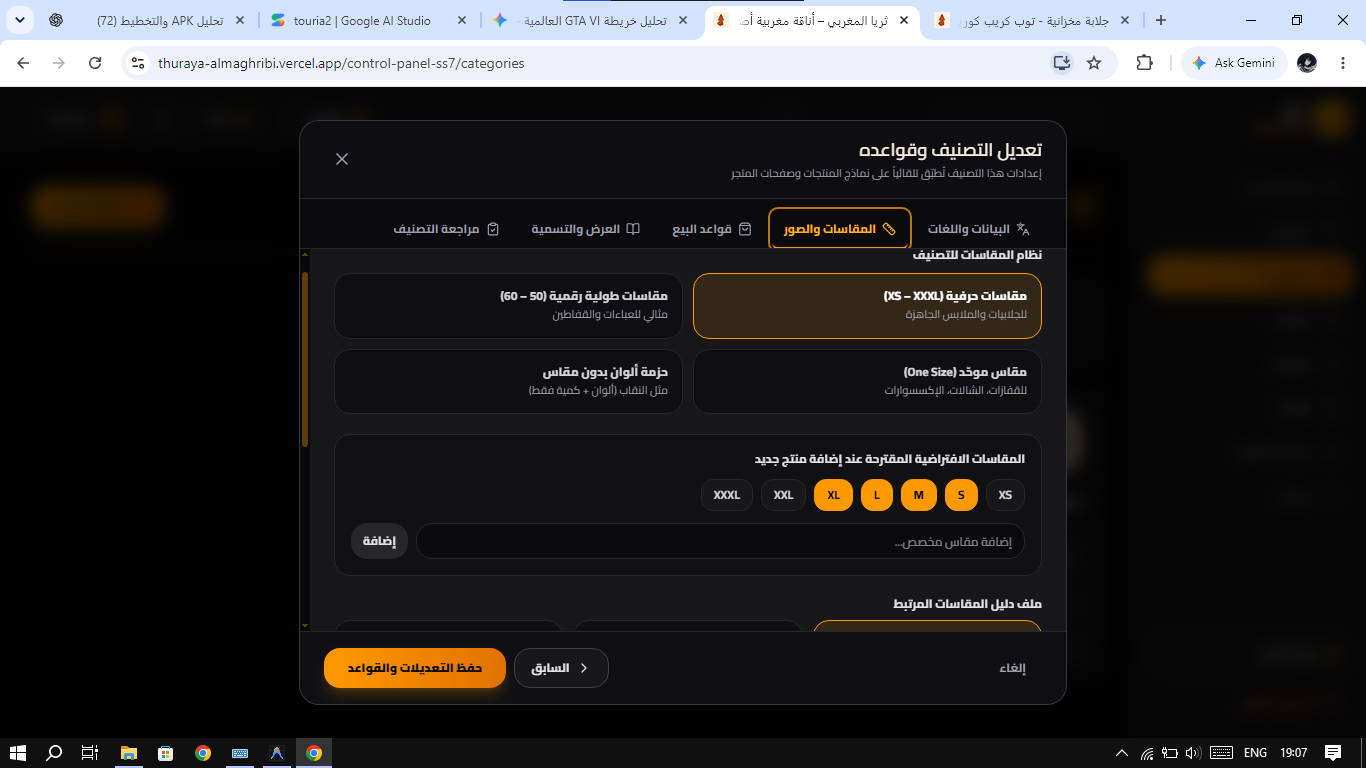 تحليل APK والتخطيط (72)
touria2 | Google AI Studio
تحليل خريطة GTA VI العالمية -
ثريا المغربي – أناقة مغربية أص
جلابة مخزانية - توب كريب كور
thuraya-almaghribi.vercel.app/control-panel-ss7/categories
Ask Gemini
تعديل التصنيف وقواعده
إعدادات هذا التصنيف تُطبّق تلقائياً على نماذج المنتجات وصفحات المتجر
البيانات واللغات
المقاسات والصور
قواعد البيع
العرض والتسمية
مراجعة التصنيف
نظام المقاسات للتصنيف
مقاسات حرفية (XS – XXXL)
للجلابيات والملابس الجاهزة
مقاسات طولية رقمية (50 – 60)
مثالي للعباءات والقفاطين
مقاس موحّد (One Size)
للقفازات، الشالات، الإكسسوارات
حزمة ألوان بدون مقاس
مثل النقاب (ألوان + كمية فقط)
المقاسات الافتراضية المقترحة عند إضافة منتج جديد
XS
S
M
L
XL
XXL
XXXL
إضافة مقاس مخصص...
إضافة
ملف دليل المقاسات المرتبط
إلغاء
السابق
حفظ التعديلات والقواعد
ENG
19:07